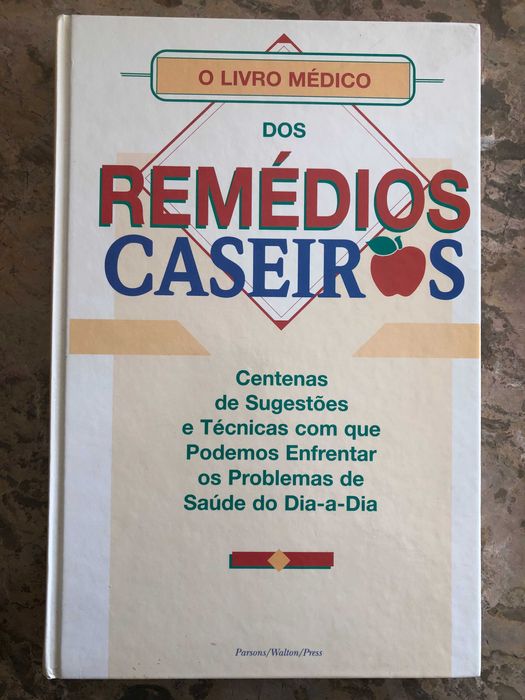 O LIVRO MÉDICO
DOS
REMÉDIOS
CASEIROS
Centenas
de Sugestões
e Técnicas com que
Podemos Enfrentar
os Problemas de
Saúde do Dia-a-Dia
Parsons/Walton/Press